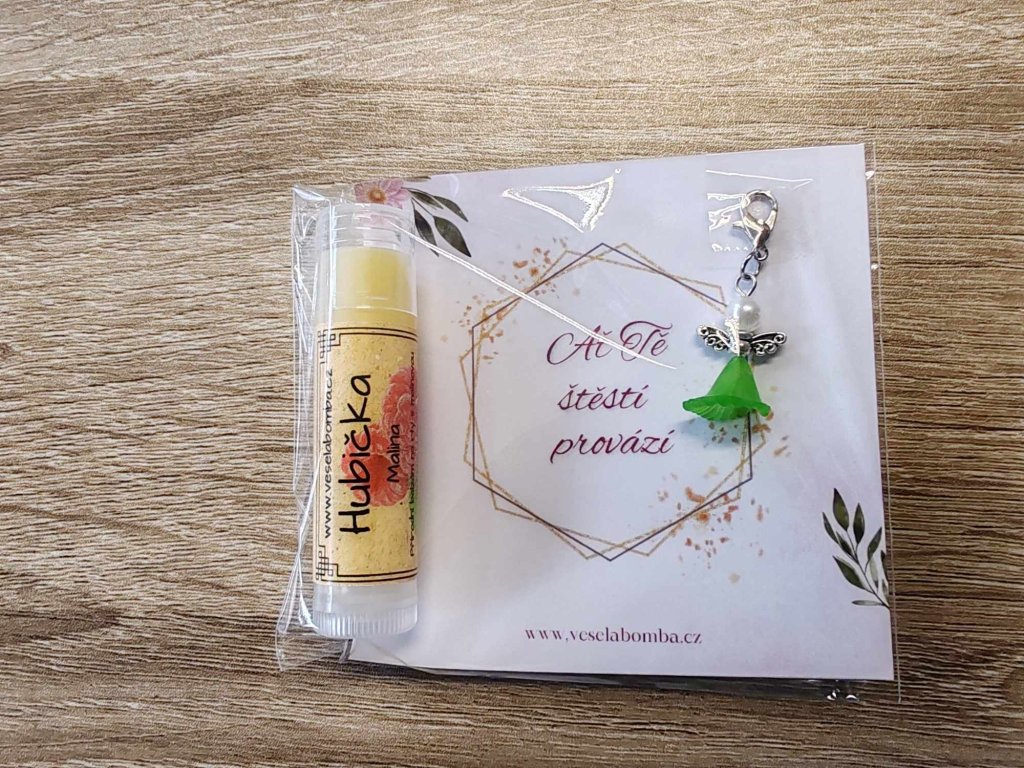 www.veselabomba.cz
Hubička
Malina
Ať Tě
štěstí
provází
www.veselabomba.cz